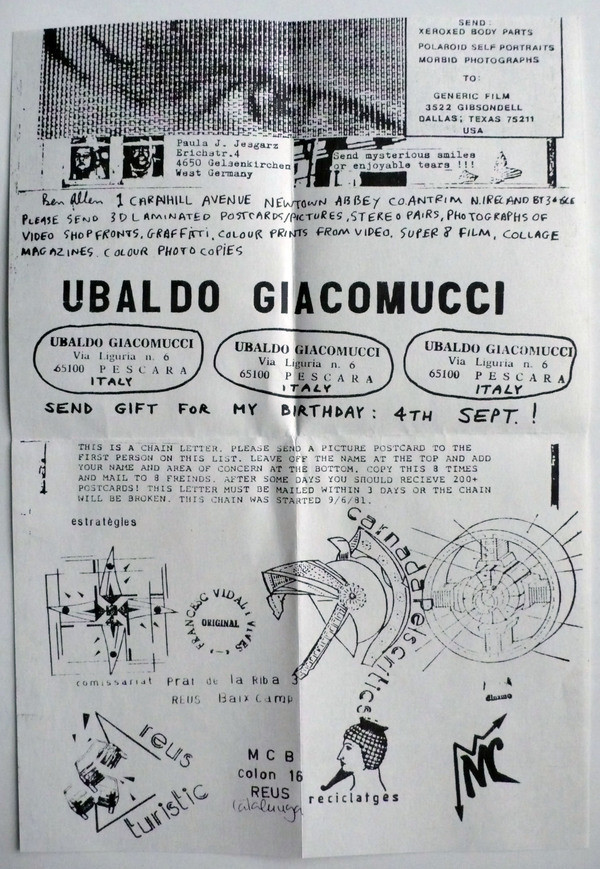 SEND:
XEROXED BODY PARTS
POLAROID SELF PORTRAITS
MORBID PHOTOGRAPHS
TO:
GENERIC FILM
3522 GIBSONDELL
DALLAS, TEXAS 75211
USA
Paula J. Jesgarz
Erichstr.4
4650 Gelsenkirchen
West Germany
Send mysterious smiles
or enjoyable tears !!!
Ben Allen 1 CARNHILL AVENUE NEWTOWN ABBEY CO ANTRIM N.IRELAND
PLEASE SEND 3D LAMINATED POSTCARDS/PICTURES, STEREO PAIRS, PHOTOGRAPHS OF
VIDEO SHOPFRONTS, GRAFFITI, COLOUR PRINTS FROM VIDEO, SUPER 8 FILM, COLLAGE
MAGAZINES. COLOUR PHOTO COPIES
UBALDO GIACOMUCCI
UBALDO GIACOMUCCI
Via Liguria n. 6
65100 PESCARA
ITALY
UBALDO GIACOMUCCI
Via Liguria n. 6
65100 PESCARA
ITALY
UBALDO GIACOMUCCI
Via Liguria n. 6
65100 PESCARA
ITALY
SEND GIFT FOR MY BIRTHDAY: 4TH SEPT.!
THIS IS A CHAIN LETTER, PLEASE SEND A PICTURE POSTCARD TO THE
FIRST PERSON ON THIS LIST. LEAVE OFF THE NAME AT THE TOP AND ADD
YOUR NAME AND AREA OF CONCERN AT THE BOTTOM. COPY THIS 8 TIMES
AND MAIL TO 8 FREINDS. AFTER SOME DAYS YOU SHOULD RECIEVE 200+
POSTCARDS! THIS LETTER MUST BE MAILED WITHIN 3 DAYS OR THE CHAIN
WILL BE BROKEN. THIS CHAIN WAS STARTED 9/6/81.
estratègies
carnadapelscritics
FRANCESC VIDAL I VIVES
ORIGINAL
comissariat Prat de la Riba 3
REUS Baix Camp
dinamo
reus
turistic
MCB
colon 16
REUS
Catalunya
reciclatges
MC